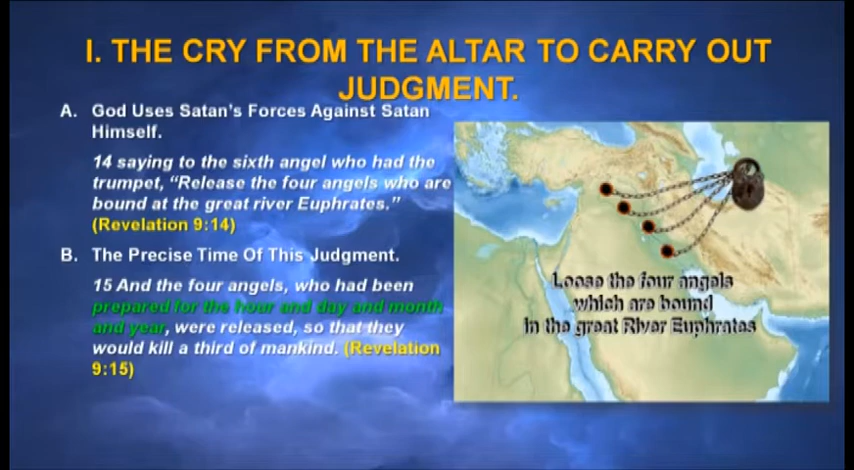 I. THE CRY FROM THE ALTAR TO CARRY OUT
JUDGMENT.
A. God Uses Satan's Forces Against Satan
Himself.
14 saying to the sixth angel who had the
trumpet, “Release the four angels who are
bound at the great river Euphrates.”
(Revelation 9:14)
B. The Precise Time Of This Judgment.
15 And the four angels, who had been
prepared for the hour and day and month
and year, were released, so that they
would kill a third of mankind. (Revelation
9:15)
Loose the four angels
which are bound
in the great River Euphrates